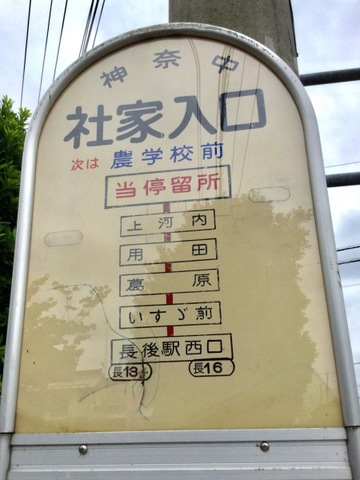 神奈中
社家入口
次は 農学校前
当停留所
上河内
用田
葛原
いすゞ前
長後駅西口
長13 長16